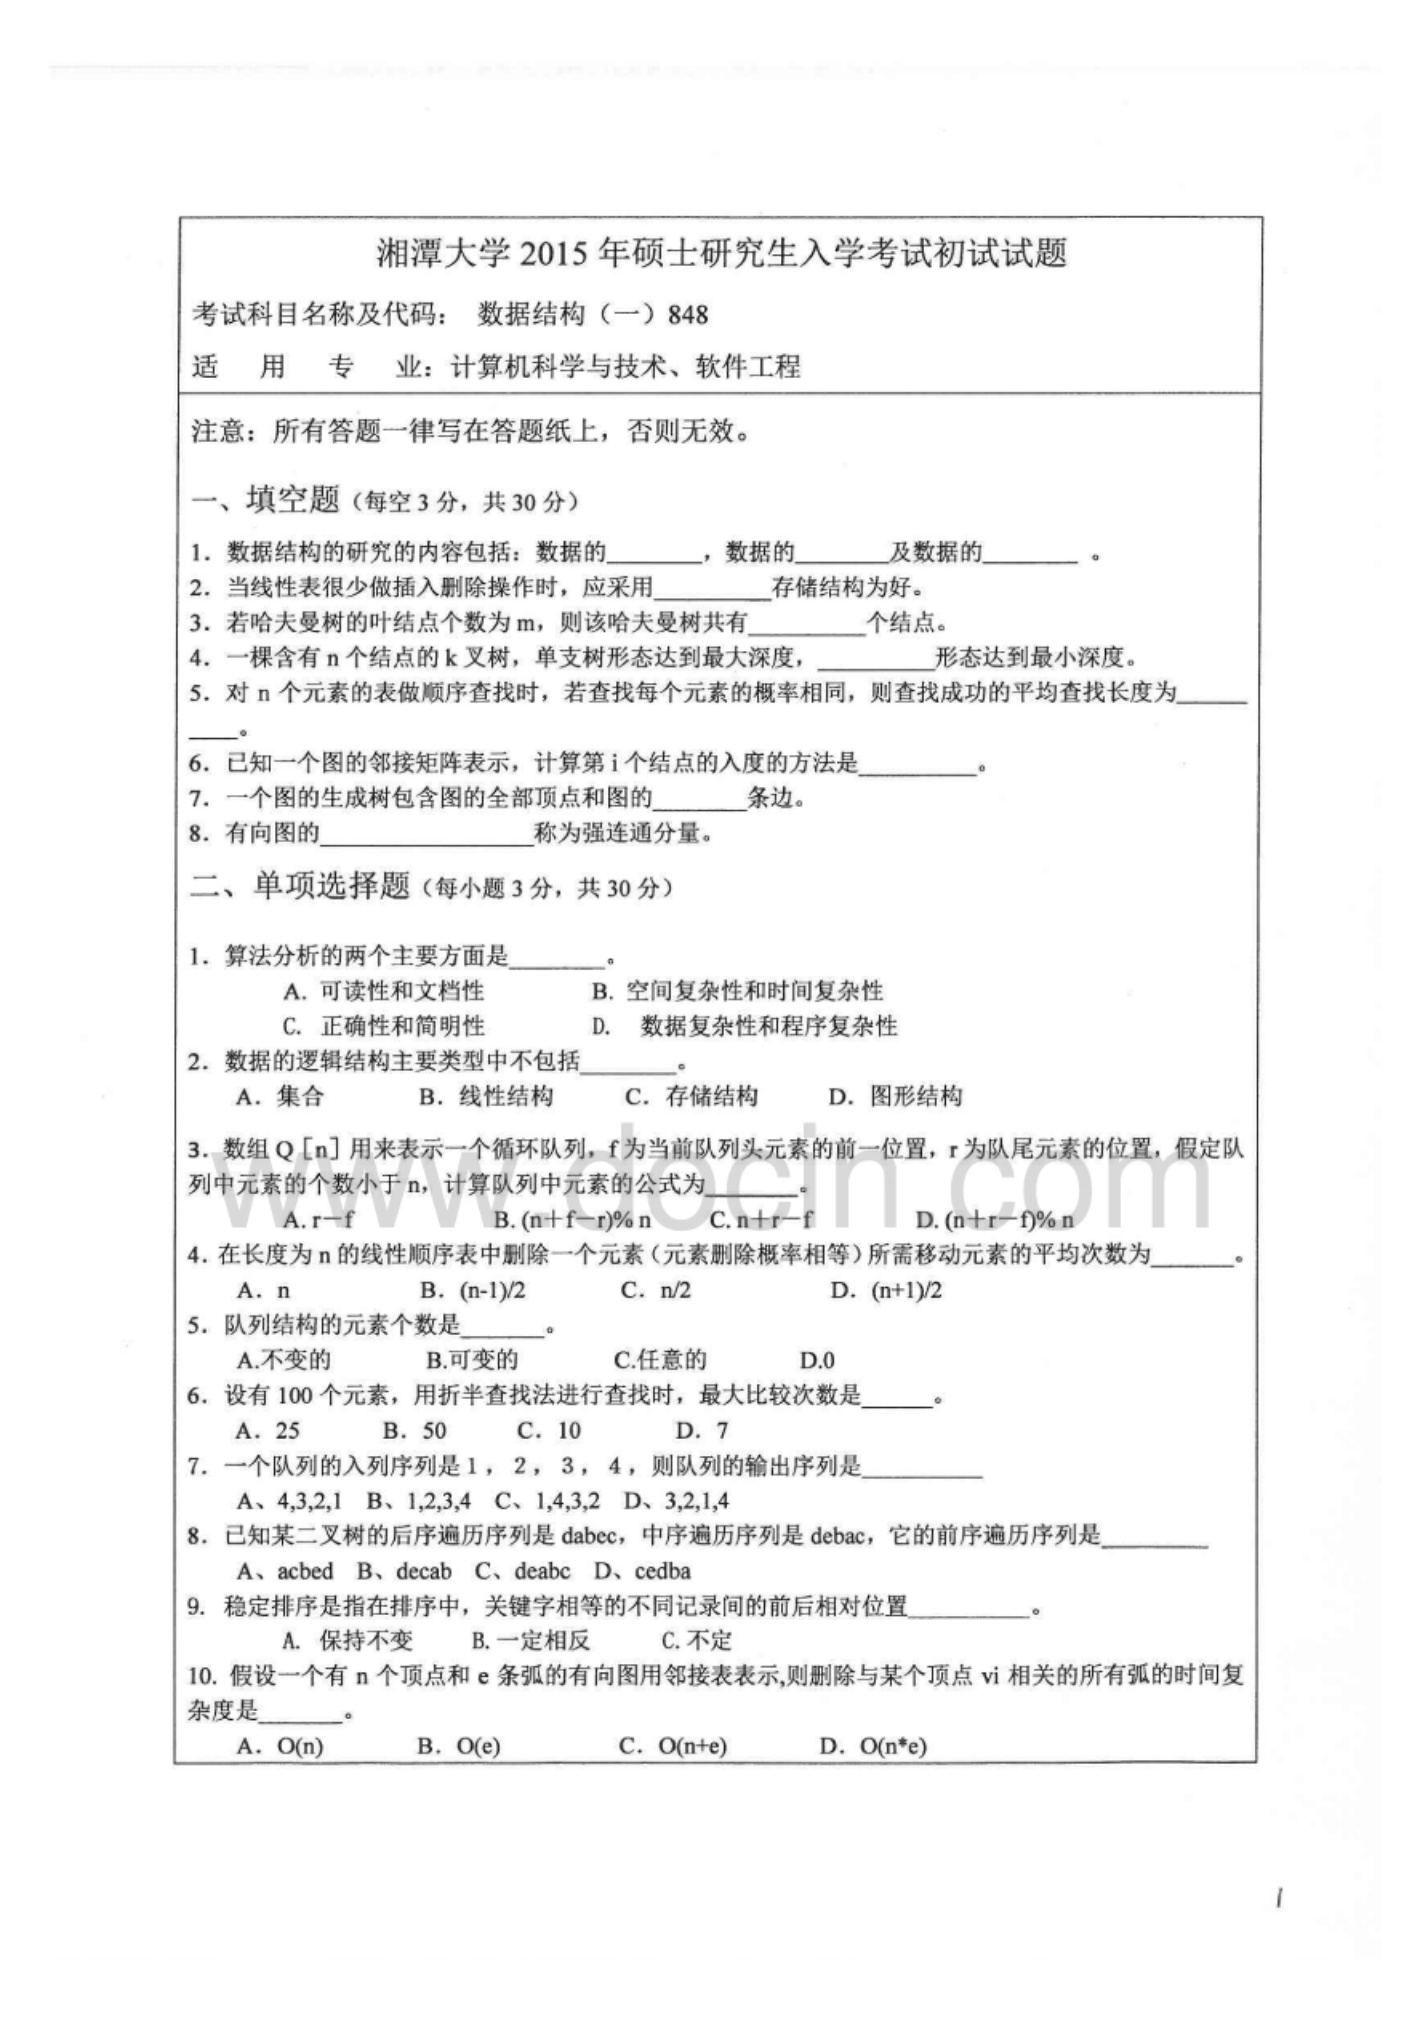 湘潭大学 2015 年硕士研究生入学考试初试试题
考试科目名称及代码： 数据结构（一）848
适 用 专 业：计算机科学与技术、软件工程
注意：所有答题一律写在答题纸上，否则无效。
一、填空题（每空 3 分，共 30 分）
1．数据结构的研究的内容包括：数据的________，数据的________及数据的________ 。
2．当线性表很少做插入删除操作时，应采用__________存储结构为好。
3．若哈夫曼树的叶结点个数为 m，则该哈夫曼树共有__________个结点。
4．一棵含有 n 个结点的 k 叉树，单支树形态达到最大深度，__________形态达到最小深度。
5．对 n 个元素的表做顺序查找时，若查找每个元素的概率相同，则查找成功的平均查找长度为______
____。
6．已知一个图的邻接矩阵表示，计算第 i 个结点的入度的方法是__________。
7．一个图的生成树包含图的全部顶点和图的________条边。
8．有向图的__________________称为强连通分量。
二、单项选择题（每小题 3 分，共 30 分）
1．算法分析的两个主要方面是________。
A. 可读性和文档性 B. 空间复杂性和时间复杂性
C. 正确性和简明性 D. 数据复杂性和程序复杂性
2．数据的逻辑结构主要类型中不包括________。
A．集合 B．线性结构 C．存储结构 D．图形结构
3．数组 Q［n］用来表示一个循环队列，f 为当前队列头元素的前一位置，r 为队尾元素的位置，假定队
列中元素的个数小于 n，计算队列中元素的公式为________。
A. r－f B. (n＋f－r)% n C. n＋r－f D. (n＋r－f)% n
4．在长度为 n 的线性顺序表中删除一个元素（元素删除概率相等）所需移动元素的平均次数为_______。
A．n B．(n-1)/2 C．n/2 D．(n+1)/2
5．队列结构的元素个数是_______。
A.不变的 B.可变的 C.任意的 D.0
6．设有 100 个元素，用折半查找法进行查找时，最大比较次数是______。
A．25 B．50 C．10 D．7
7．一个队列的入列序列是 1 ， 2 ， 3 ， 4 ，则队列的输出序列是__________
A、4,3,2,1 B、1,2,3,4 C、1,4,3,2 D、3,2,1,4
8．已知某二叉树的后序遍历序列是 dabec，中序遍历序列是 debac，它的前序遍历序列是_________
A、acbed B、decab C、deabc D、cedba
9. 稳定排序是指在排序中，关键字相等的不同记录间的前后相对位置__________。
A. 保持不变 B. 一定相反 C. 不定
10. 假设一个有 n 个顶点和 e 条弧的有向图用邻接表表示,则删除与某个顶点 vi 相关的所有弧的时间复
杂度是_______。
A．O(n) B．O(e) C．O(n+e) D．O(n*e)
www.docin.com
1